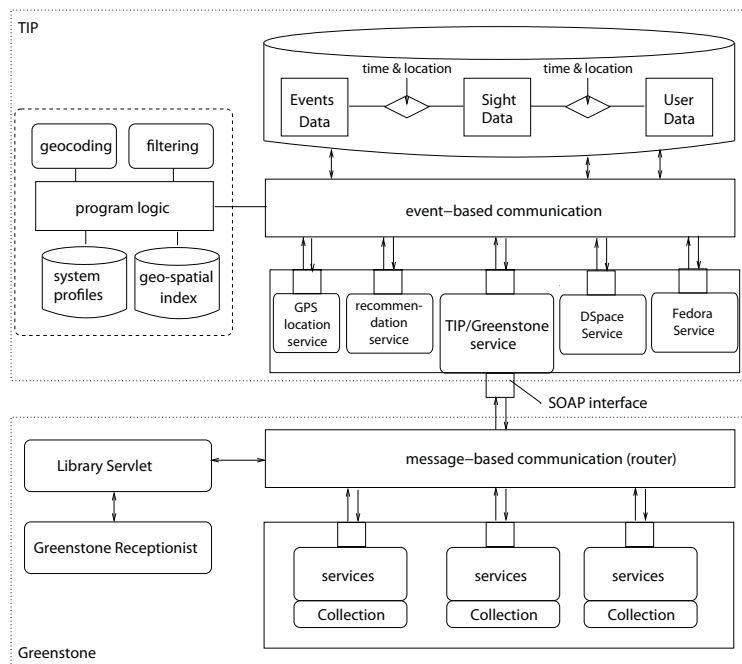 TIP
time & location
time & location
Events
Data
Sight
Data
User
Data
geocoding
filtering
program logic
event−based communication
system
profiles
geo-spatial
index
GPS
location
service
recommen-
dation
service
TIP/Greenstone
service
DSpace
Service
Fedora
Service
SOAP interface
Library Servlet
message−based communication (router)
Greenstone Receptionist
services
services
services
Collection
Collection
Collection
Greenstone